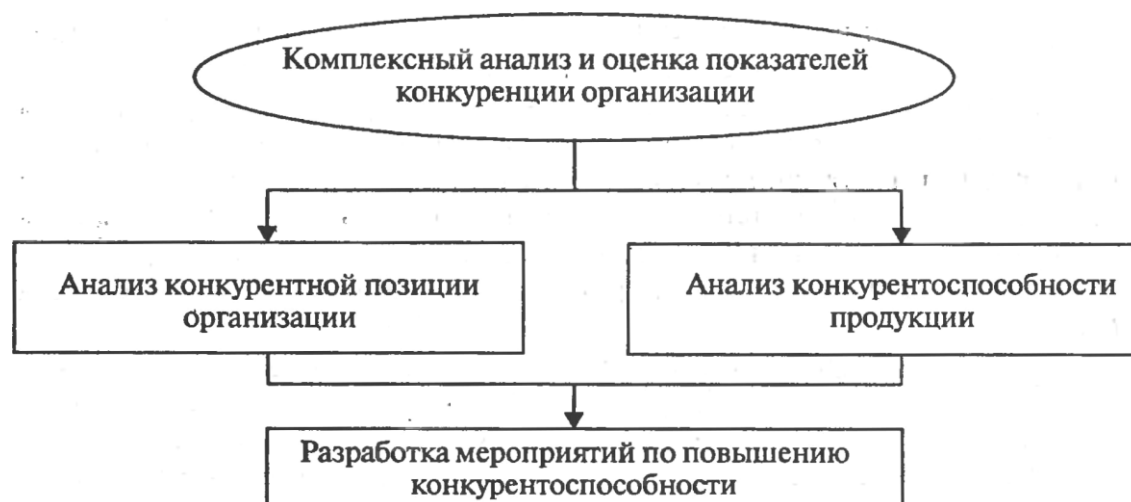 Комплексный анализ и оценка показателей
конкуренции организации
Анализ конкурентной позиции
организации
Анализ конкурентоспособности
продукции
Разработка мероприятий по повышению
конкурентоспособности